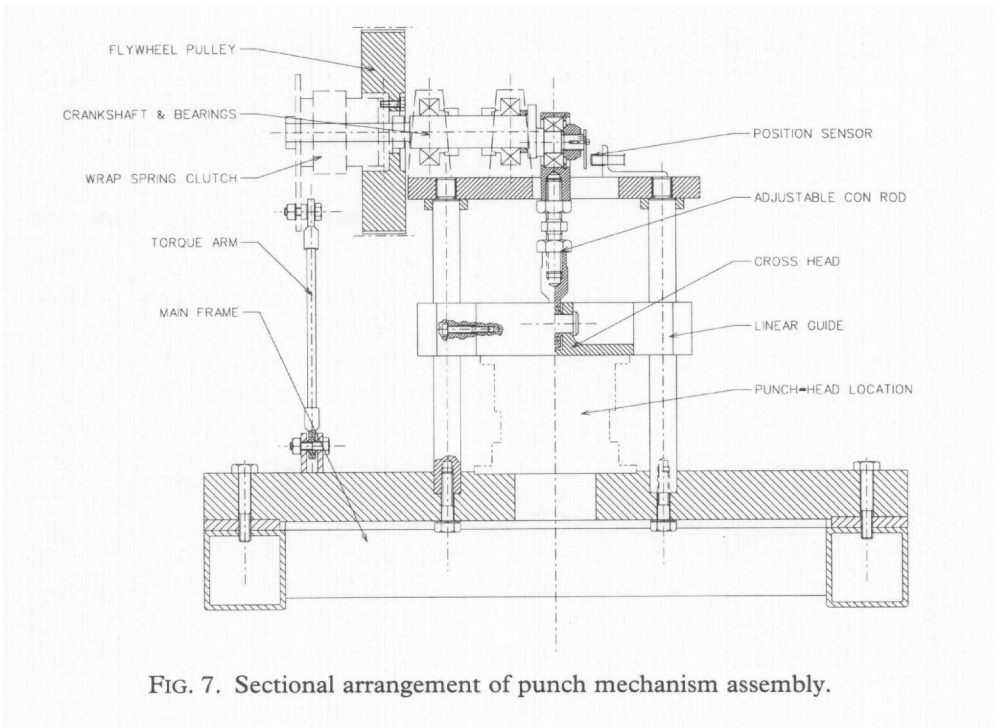 FLYWHEEL PULLEY
CRANKSHAFT & BEARINGS
POSITION SENSOR
WRAP SPRING CLUTCH
ADJUSTABLE CON ROD
TORQUE ARM
CROSS HEAD
MAIN FRAME
LINEAR GUIDE
PUNCH-HEAD LOCATION
FIG. 7. Sectional arrangement of punch mechanism assembly.